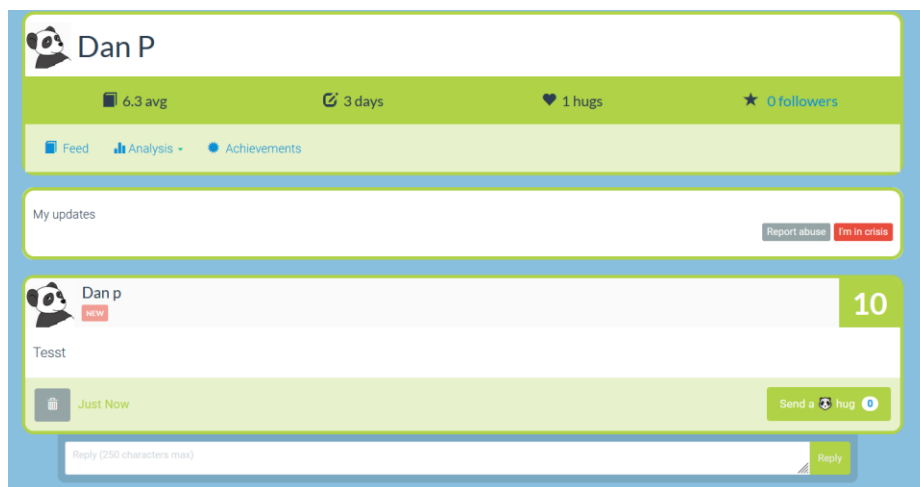 Dan P
6.3 avg 3 days 1 hugs 0 followers
Feed Analysis Achievements
My updates
Report abuse I'm in crisis
Dan p
NEW
10
Tesst
Just Now Send a hug 0
Reply (250 characters max) Reply